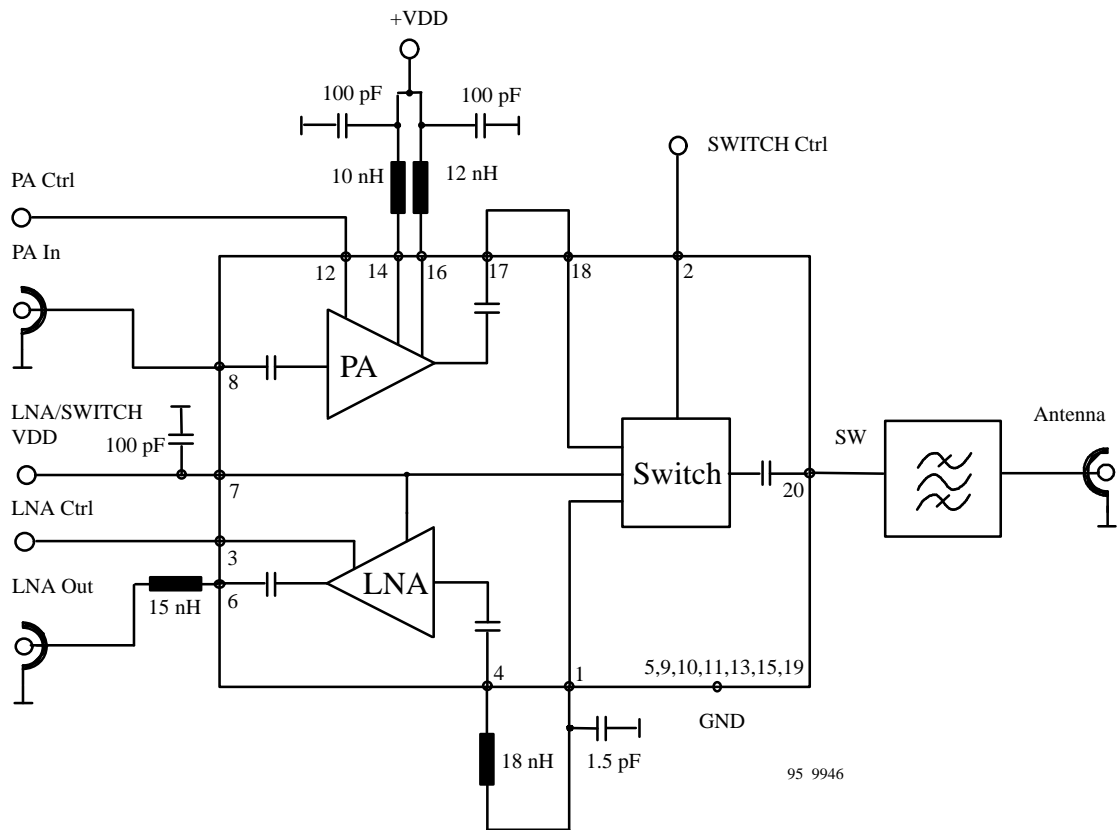 +VDD
100 pF
100 pF
SWITCH Ctrl
10 nH
12 nH
PA Ctrl
PA In
12
14
16
17
18
2
PA
8
LNA/SWITCH
VDD
100 pF
Antenna
SW
Switch
7
20
LNA Ctrl
3
LNA Out
LNA
15 nH
6
4
1
5,9,10,11,13,15,19
GND
18 nH
1.5 pF
95 9946